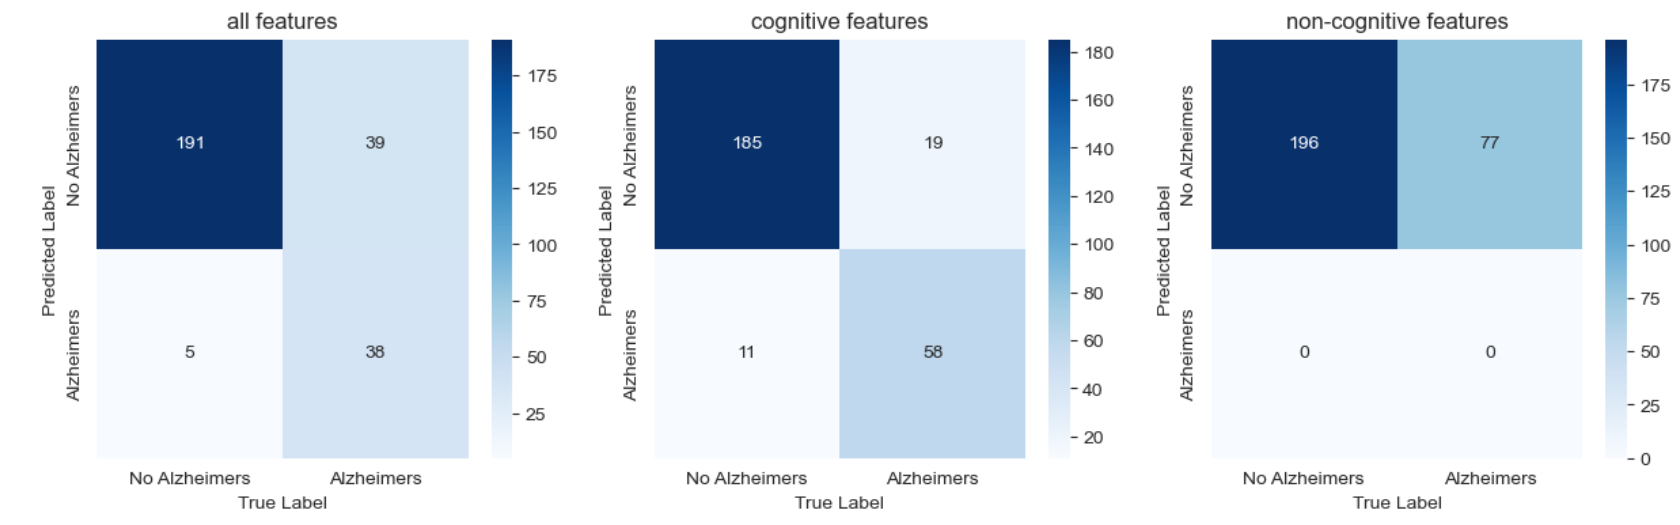 all features
No Alzheimers
Alzheimers
Predicted Label
191
39
5
38
No Alzheimers
Alzheimers
True Label
175
150
125
100
75
50
25
cognitive features
No Alzheimers
Alzheimers
Predicted Label
185
19
11
58
No Alzheimers
Alzheimers
True Label
180
160
140
120
100
80
60
40
20
non-cognitive features
No Alzheimers
Alzheimers
Predicted Label
196
77
0
0
No Alzheimers
Alzheimers
True Label
175
150
125
100
75
50
25
0